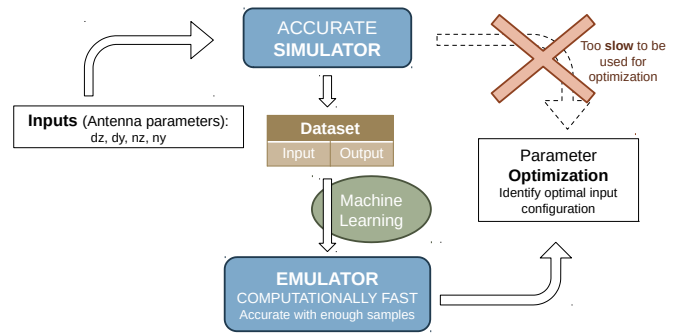 ACCURATE
SIMULATOR
Too slow to be
used for
optimization
Inputs (Antenna parameters):
dz, dy, nz, ny
Dataset
Input Output
Parameter
Optimization
Identify optimal input
configuration
Machine
Learning
EMULATOR
COMPUTATIONALLY FAST
Accurate with enough samples